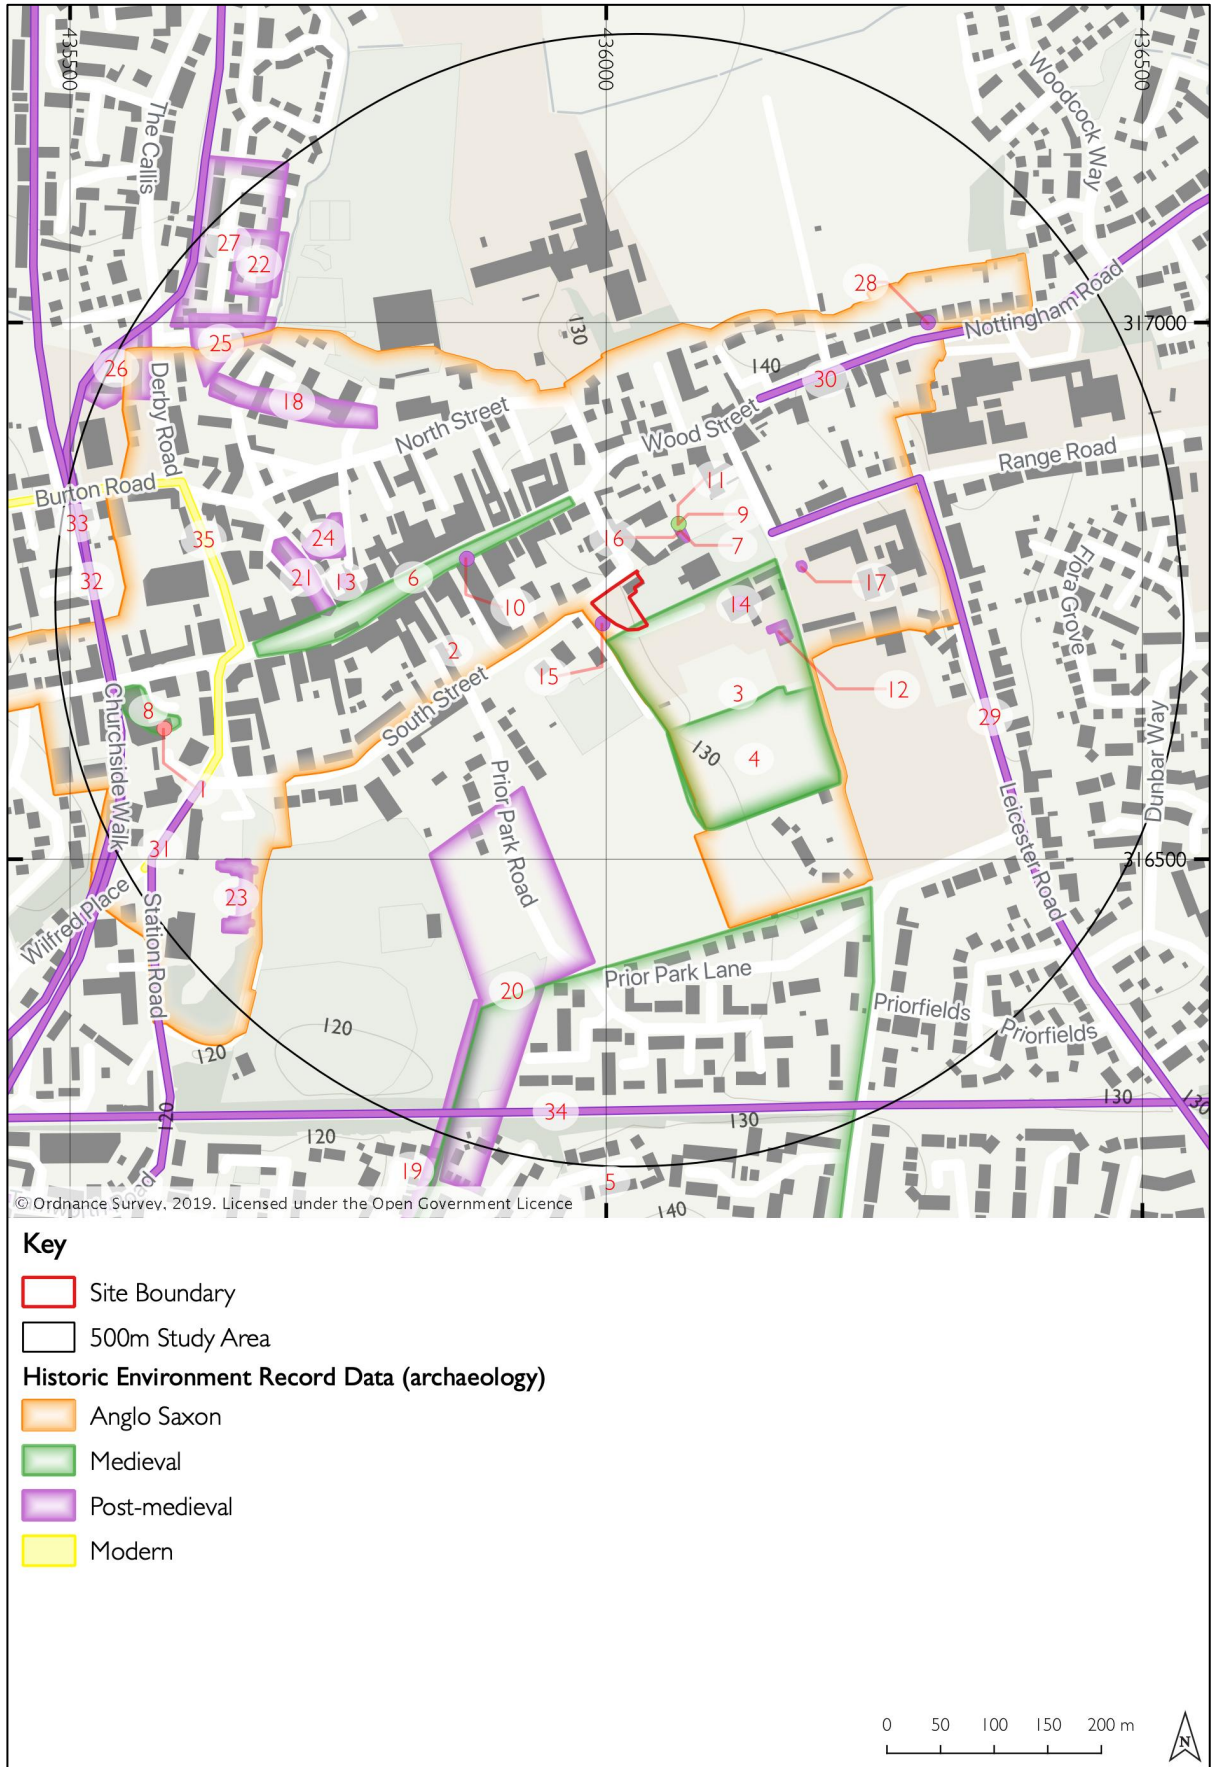 435500
436000
436500
The Callis
Woodcock Way
27
22
28
Nottingham Road
317000
130
25
26
Derby Road
140
30
18
North Street
Wood Street
Range Road
Burton Road
11
33
9
35
24
16
7
Flora Grove
32
21
13
6
17
10
14
2
15
12
3
South Street
8
29
Churchside Walk
130
4
Prior Park Road
Dunbar Way
1
Leicester Road
31
316500
23
Wilfred Place
Station Road
Prior Park Lane
20
Priorfields
Priorfields
120
120
34
130
130
130
120
120
130
19
5
140
© Ordnance Survey, 2019. Licensed under the Open Government Licence
Key
Site Boundary
500m Study Area
Historic Environment Record Data (archaeology)
Anglo Saxon
Medieval
Post-medieval
Modern
0 50 100 150 200 m
N